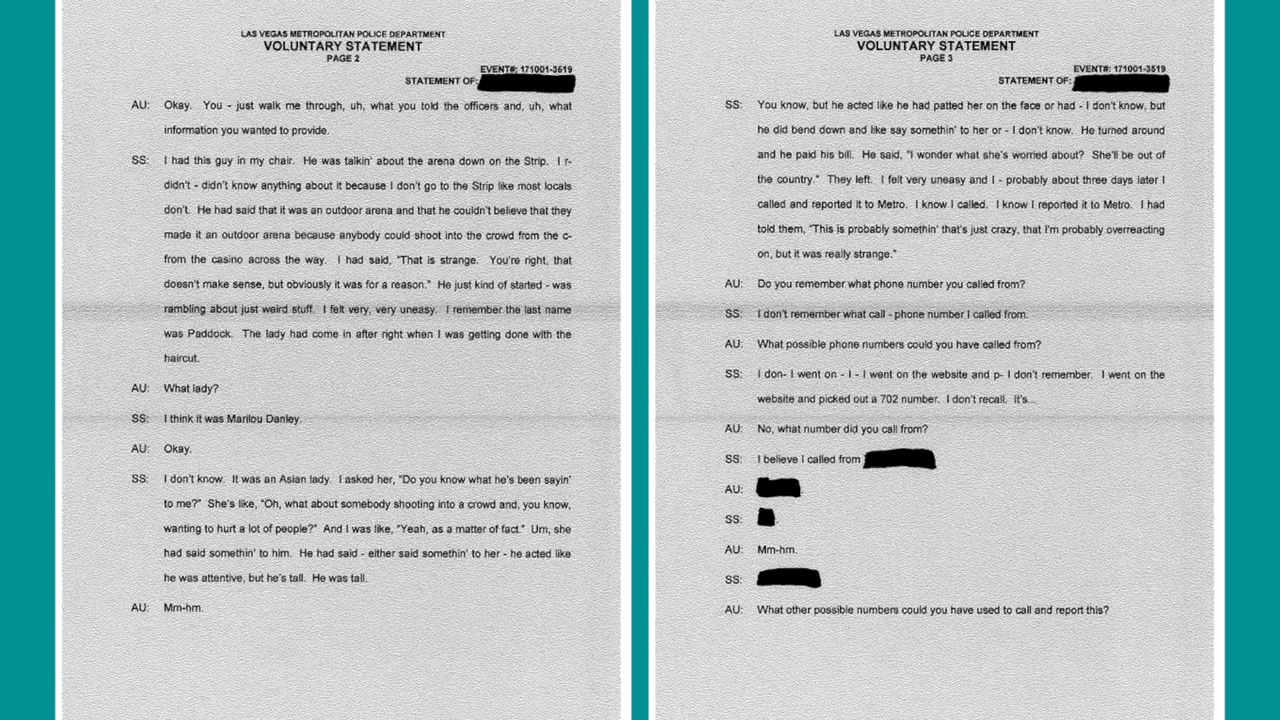 LAS VEGAS METROPOLITAN POLICE DEPARTMENT
VOLUNTARY STATEMENT
PAGE 2
EVENT#: 171001-3519
STATEMENT OF:
AU: Okay. You - just walk me through, uh, what you told the officers and, uh, what
information you wanted to provide.
SS: I had this guy in my chair. He was talkin' about the arena down on the Strip. I r-
didn't - didn't know anything about it because I don't go to the Strip like most locals
don't. He had said that it was an outdoor arena and that he couldn't believe that they
made it an outdoor arena because anybody could shoot into the crowd from the c-
from the casino across the way. I had said, "That is strange. You're right, that
doesn't make sense, but obviously it was for a reason." He just kind of started - was
rambling about just weird stuff. I felt very, very uneasy. I remember the last name
was Paddock. The lady had come in after right when I was getting done with the
haircut.
AU: What lady?
SS: I think it was Marilou Danley.
AU: Okay.
SS: I don't know. It was an Asian lady. I asked her, "Do you know what he's been sayin'
to me?" She's like, "Oh, what about somebody shooting into a crowd and, you know,
wanting to hurt a lot of people?" And I was like, "Yeah, as a matter of fact." Um, she
had said somethin' to him. He had said - either said somethin' to her - he acted like
he was attentive, but he's tall. He was tall.
AU: Mm-hm.
LAS VEGAS METROPOLITAN POLICE DEPARTMENT
VOLUNTARY STATEMENT
PAGE 3
EVENT#: 171001-3519
STATEMENT OF:
SS: You know, but he acted like he had patted her on the face or had - I don't know, but
he did bend down and like say somethin' to her or - I don't know. He turned around
and he paid his bill. He said, "I wonder what she's worried about? She'll be out of
the country." They left. I felt very uneasy and I - probably about three days later I
called and reported it to Metro. I know I called. I know I reported it to Metro. I had
told them, "This is probably somethin' that's just crazy, that I'm probably overreacting
on, but it was really strange."
AU: Do you remember what phone number you called from?
SS: I don't remember what call - phone number I called from.
AU: What possible phone numbers could you have called from?
SS: I don- I went on - I - I went on the website and p- I don't remember. I went on the
website and picked out a 702 number. I don't recall. It's...
AU: No, what number did you call from?
SS: I believe I called from
AU:
SS:
AU: Mm-hm.
SS:
AU: What other possible numbers could you have used to call and report this?